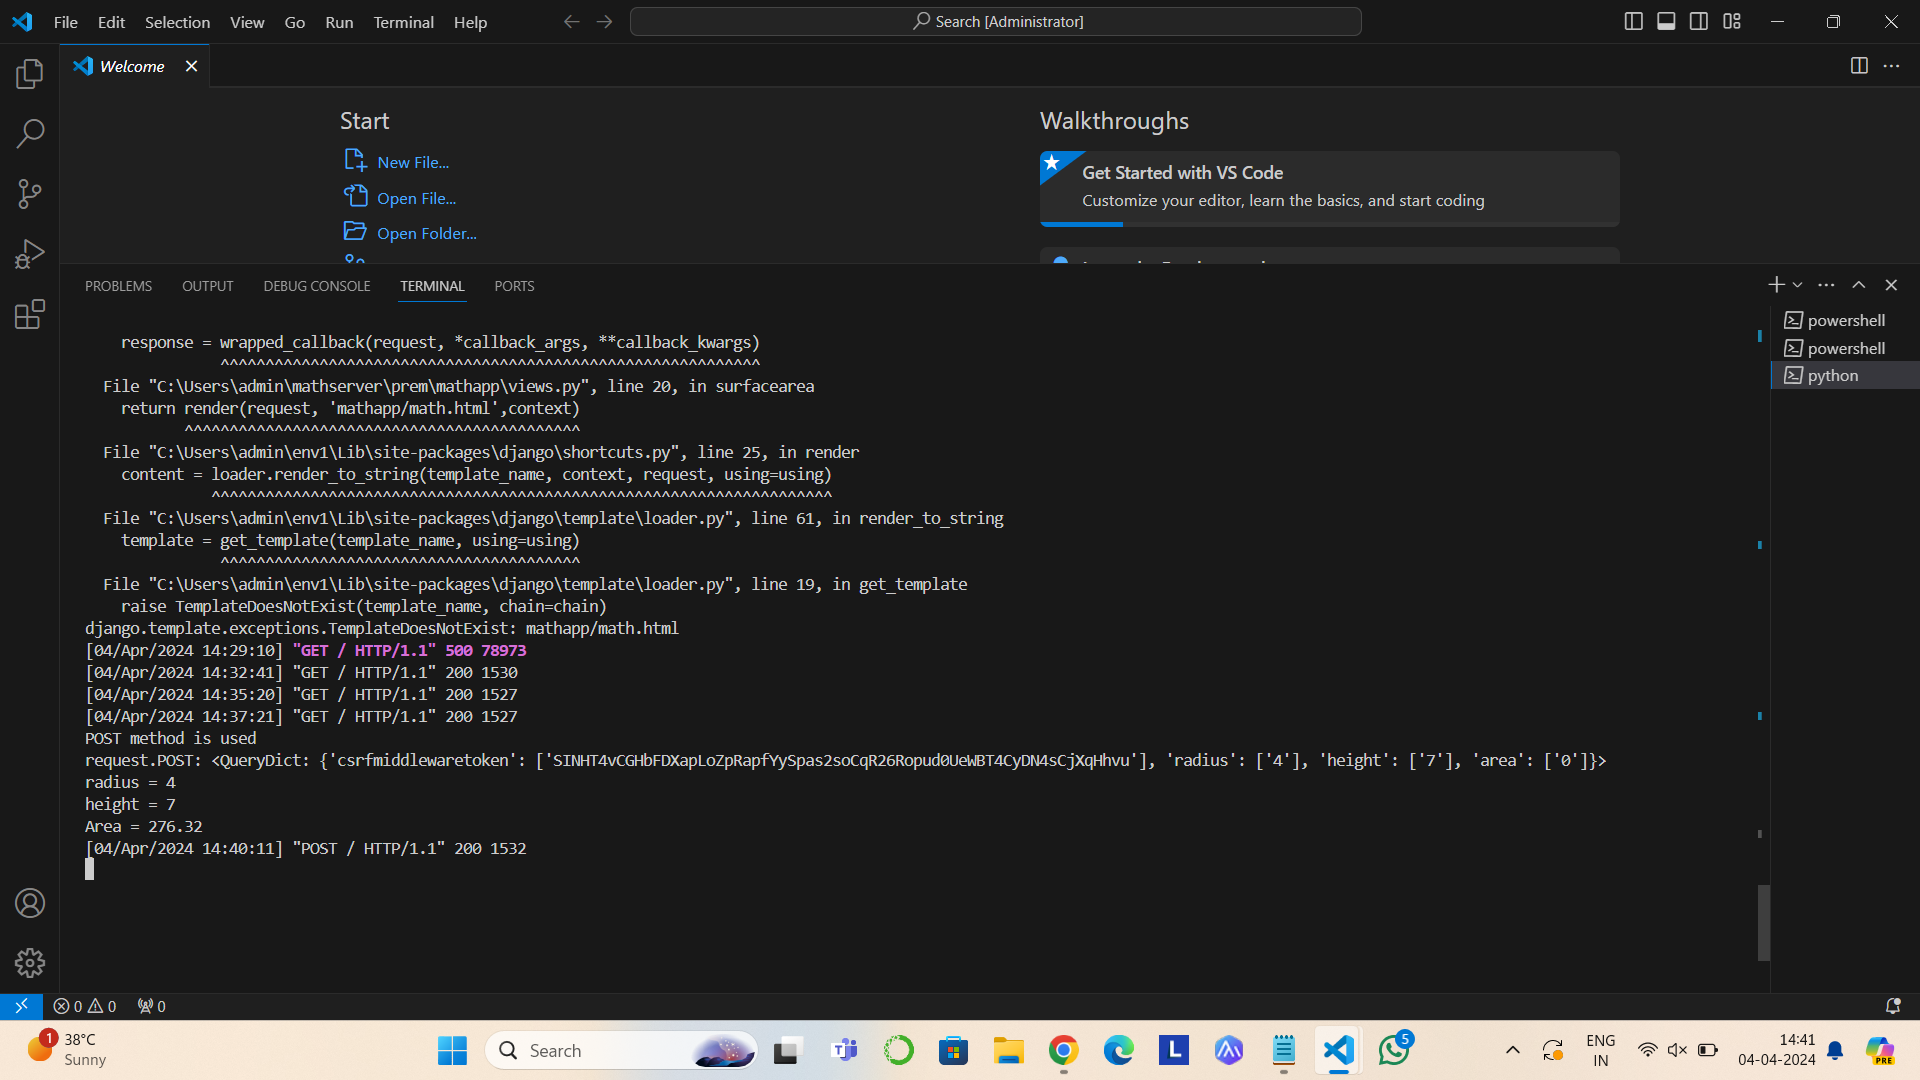 File Edit Selection View Go Run Terminal Help
Search [Administrator]
Welcome
Start
New File...
Open File...
Open Folder...
Walkthroughs
Get Started with VS Code
Customize your editor, learn the basics, and start coding
PROBLEMS OUTPUT DEBUG CONSOLE TERMINAL PORTS
powershell
powershell
python
response = wrapped_callback(request, *callback_args, **callback_kwargs)
^^^^^^^^^^^^^^^^^^^^^^^^^^^^^^^^^^^^^^^^^^^^^^^^^^^^^^^^^^^^
File "C:\Users\admin\mathserver\prem\mathapp\views.py", line 20, in surfacearea
return render(request, 'mathapp/math.html',context)
^^^^^^^^^^^^^^^^^^^^^^^^^^^^^^^^^^^^^^^^^^^^
File "C:\Users\admin\env1\Lib\site-packages\django\shortcuts.py", line 25, in render
content = loader.render_to_string(template_name, context, request, using=using)
^^^^^^^^^^^^^^^^^^^^^^^^^^^^^^^^^^^^^^^^^^^^^^^^^^^^^^^^^^^^^^^^^^^^^
File "C:\Users\admin\env1\Lib\site-packages\django\template\loader.py", line 61, in render_to_string
template = get_template(template_name, using=using)
^^^^^^^^^^^^^^^^^^^^^^^^^^^^^^^^^^^^^^^^
File "C:\Users\admin\env1\Lib\site-packages\django\template\loader.py", line 19, in get_template
raise TemplateDoesNotExist(template_name, chain=chain)
django.template.exceptions.TemplateDoesNotExist: mathapp/math.html
[04/Apr/2024 14:29:10] "GET / HTTP/1.1" 500 78973
[04/Apr/2024 14:32:41] "GET / HTTP/1.1" 200 1530
[04/Apr/2024 14:35:20] "GET / HTTP/1.1" 200 1527
[04/Apr/2024 14:37:21] "GET / HTTP/1.1" 200 1527
POST method is used
request.POST: <QueryDict: {'csrfmiddlewaretoken': ['SINHT4vCGHbFDXapLoZpRapfYySpas2soCqR26Ropud0UeWBT4CyDN4sCjXqHhvu'], 'radius': ['4'], 'height': ['7'], 'area': ['0']}>
radius = 4
height = 7
Area = 276.32
[04/Apr/2024 14:40:11] "POST / HTTP/1.1" 200 1532
0 0 0
1
38°C
Sunny
Search
L
5
ENG
IN
14:41
04-04-2024
PRE